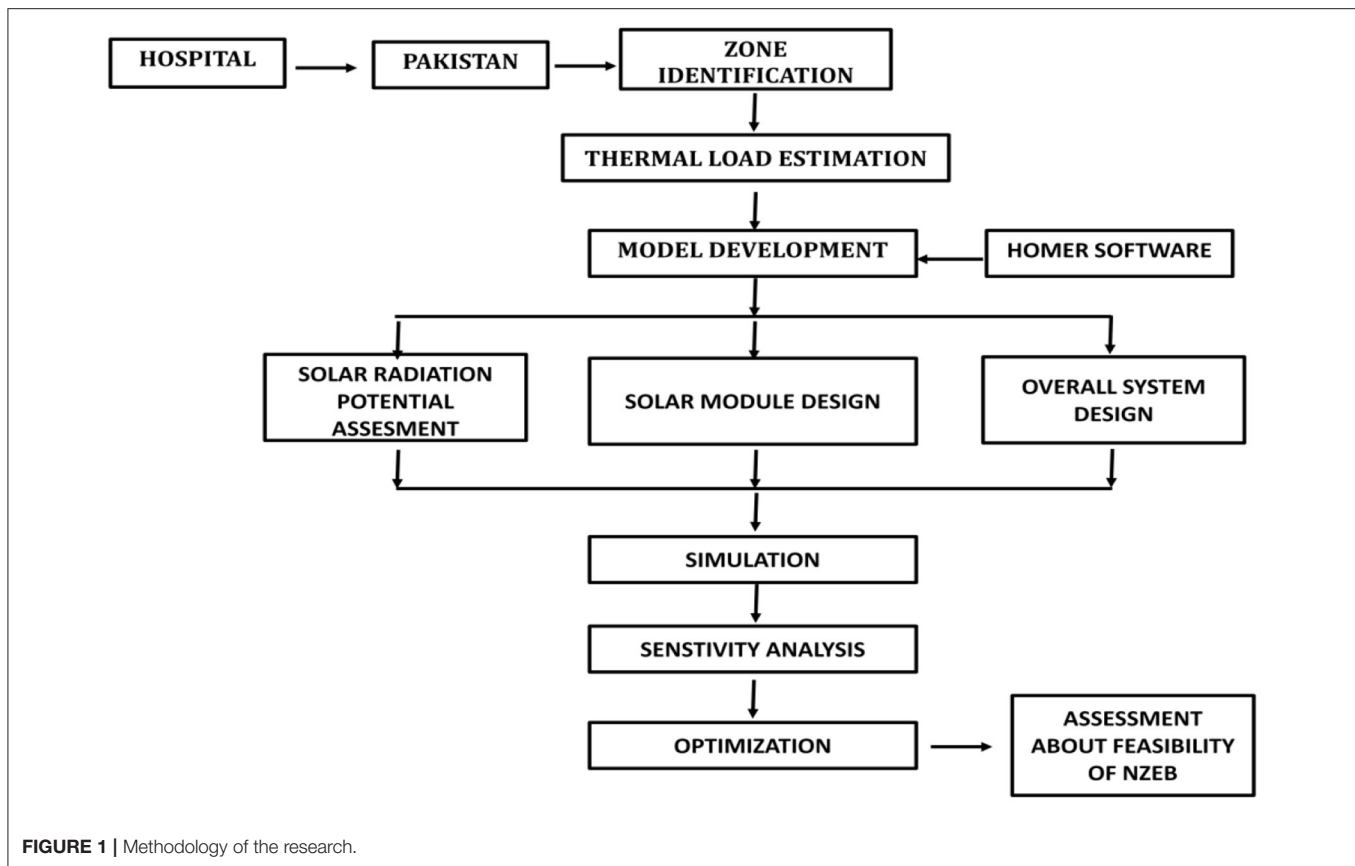 HOSPITAL
PAKISTAN
ZONE
IDENTIFICATION
THERMAL LOAD ESTIMATION
MODEL DEVELOPMENT
HOMER SOFTWARE
SOLAR RADIATION
POTENTIAL
ASSESMENT
SOLAR MODULE DESIGN
OVERALL SYSTEM
DESIGN
SIMULATION
SENSTIVITY ANALYSIS
OPTIMIZATION
ASSESSMENT
ABOUT FEASIBILITY
OF NZEB
FIGURE 1 | Methodology of the research.